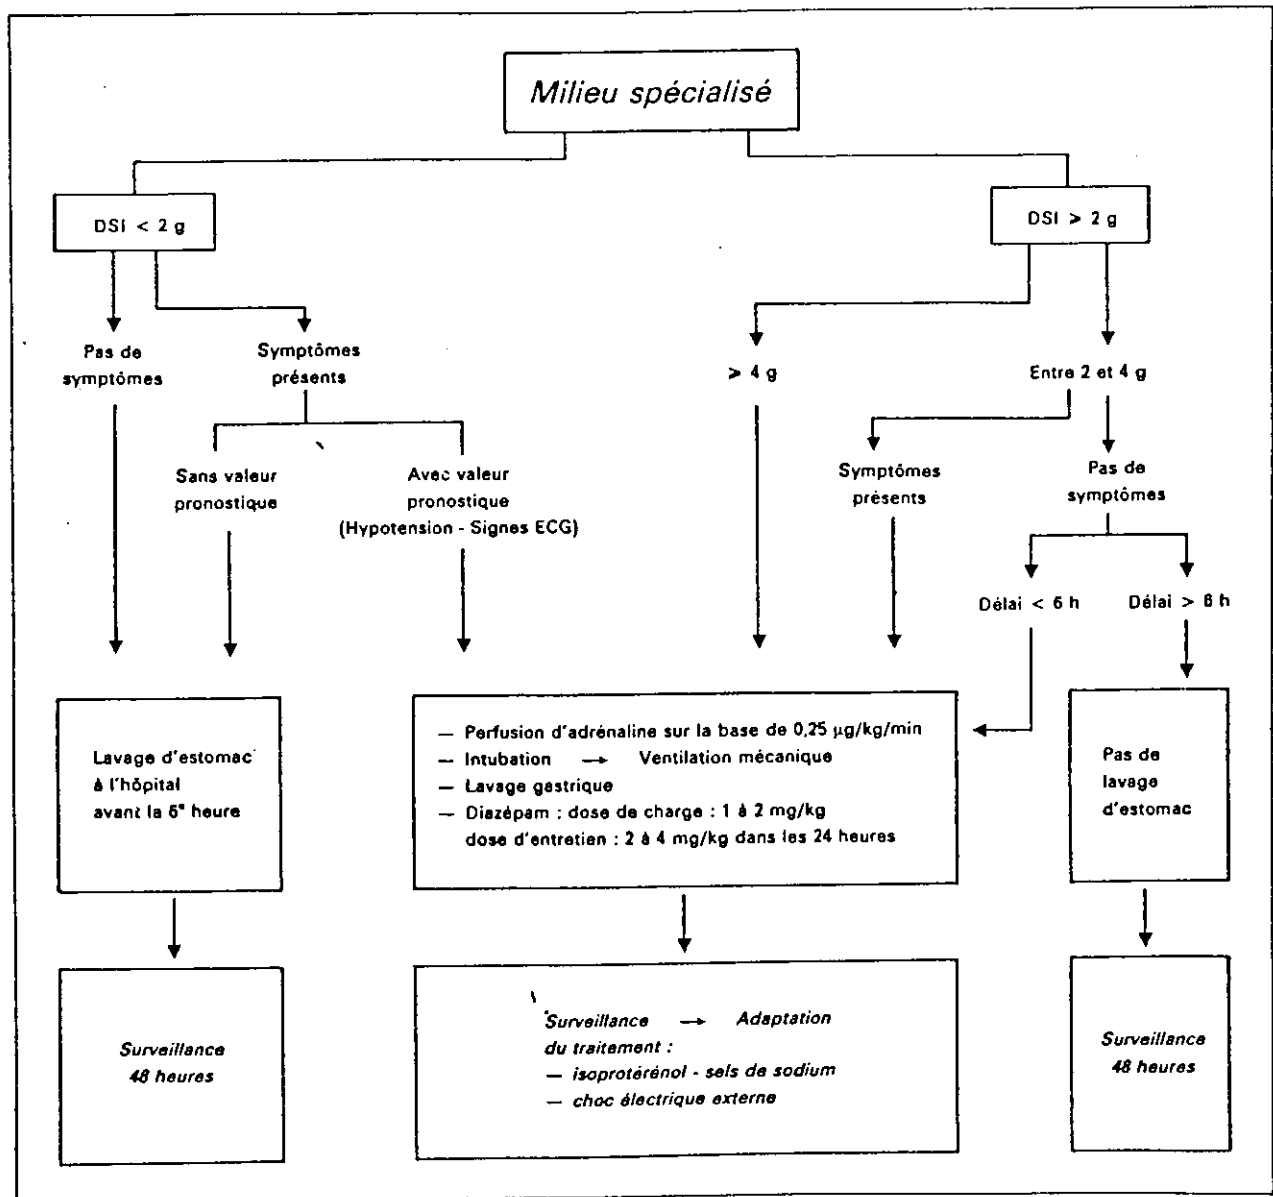 Milieu spécialisé
DSI < 2 g
DSI > 2 g
Pas de
symptômes
Symptômes
présents
≥ 4 g
Entre 2 et 4 g
Sans valeur
pronostique
Avec valeur
pronostique
(Hypotension - Signes ECG)
Symptômes
présents
Pas de
symptômes
Délai < 6 h
Délai > 6 h
Lavage d'estomac
à l'hôpital
avant la 6e heure
— Perfusion d'adrénaline sur la base de 0,25 µg/kg/min
— Intubation → Ventilation mécanique
— Lavage gastrique
— Diazépam : dose de charge : 1 à 2 mg/kg
dose d'entretien : 2 à 4 mg/kg dans les 24 heures
Pas de
lavage
d'estomac
Surveillance
48 heures
Surveillance → Adaptation
du traitement :
— isoprotérénol - sels de sodium
— choc électrique externe
Surveillance
48 heures